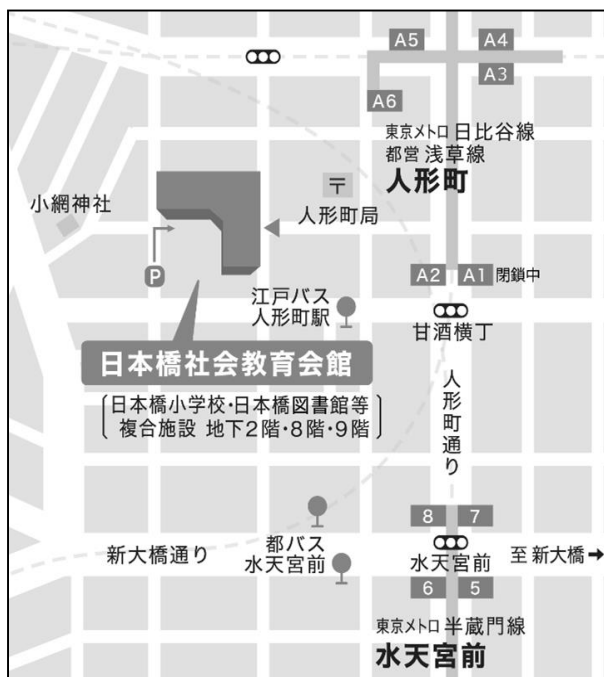 A5
A4
A3
A6
東京メトロ 日比谷線
都営 浅草線
人形町
〒
人形町局
小網神社
P
A2
A1 閉鎖中
江戸バス
人形町駅
甘酒横丁
日本橋社会教育会館
日本橋小学校・日本橋図書館等
複合施設 地下2階・8階・9階
人形町通り
8
7
都バス
水天宮前
新大橋通り
水天宮前
至 新大橋➡
6
5
東京メトロ 半蔵門線
水天宮前